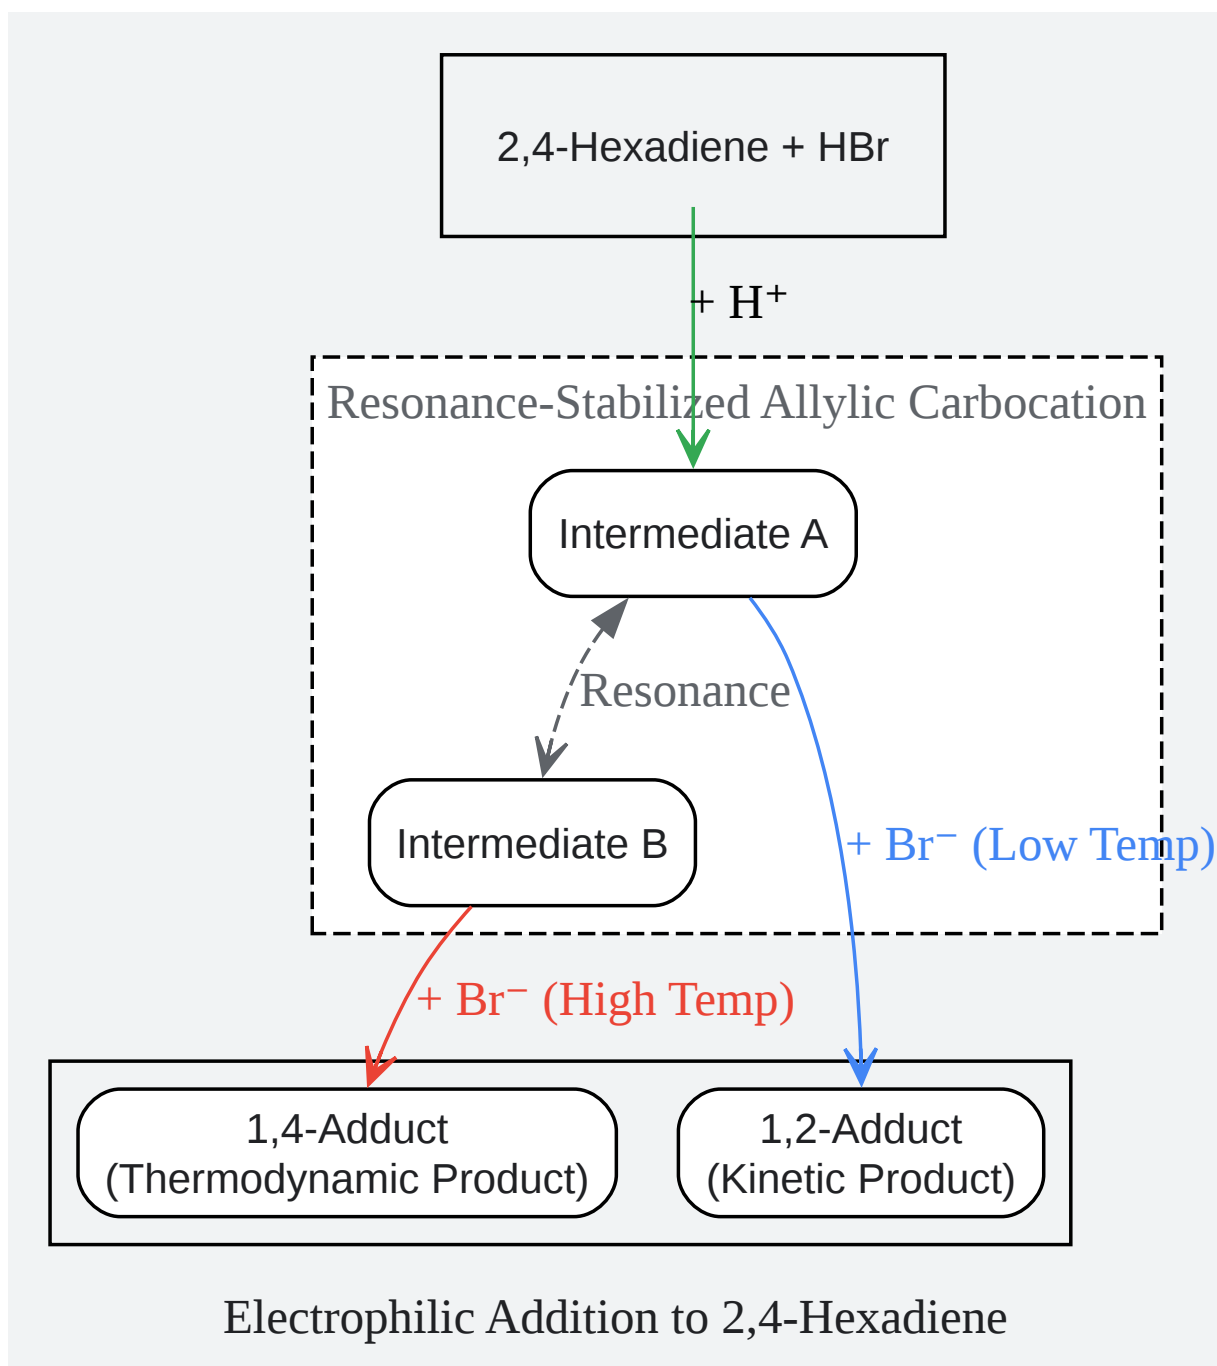 2,4-Hexadiene + HBr
+ H⁺
Resonance-Stabilized Allylic Carbocation
Intermediate A
Resonance
Intermediate B
+ Br⁻ (Low Temp)
+ Br⁻ (High Temp)
1,4-Adduct
(Thermodynamic Product)
1,2-Adduct
(Kinetic Product)
Electrophilic Addition to 2,4-Hexadiene